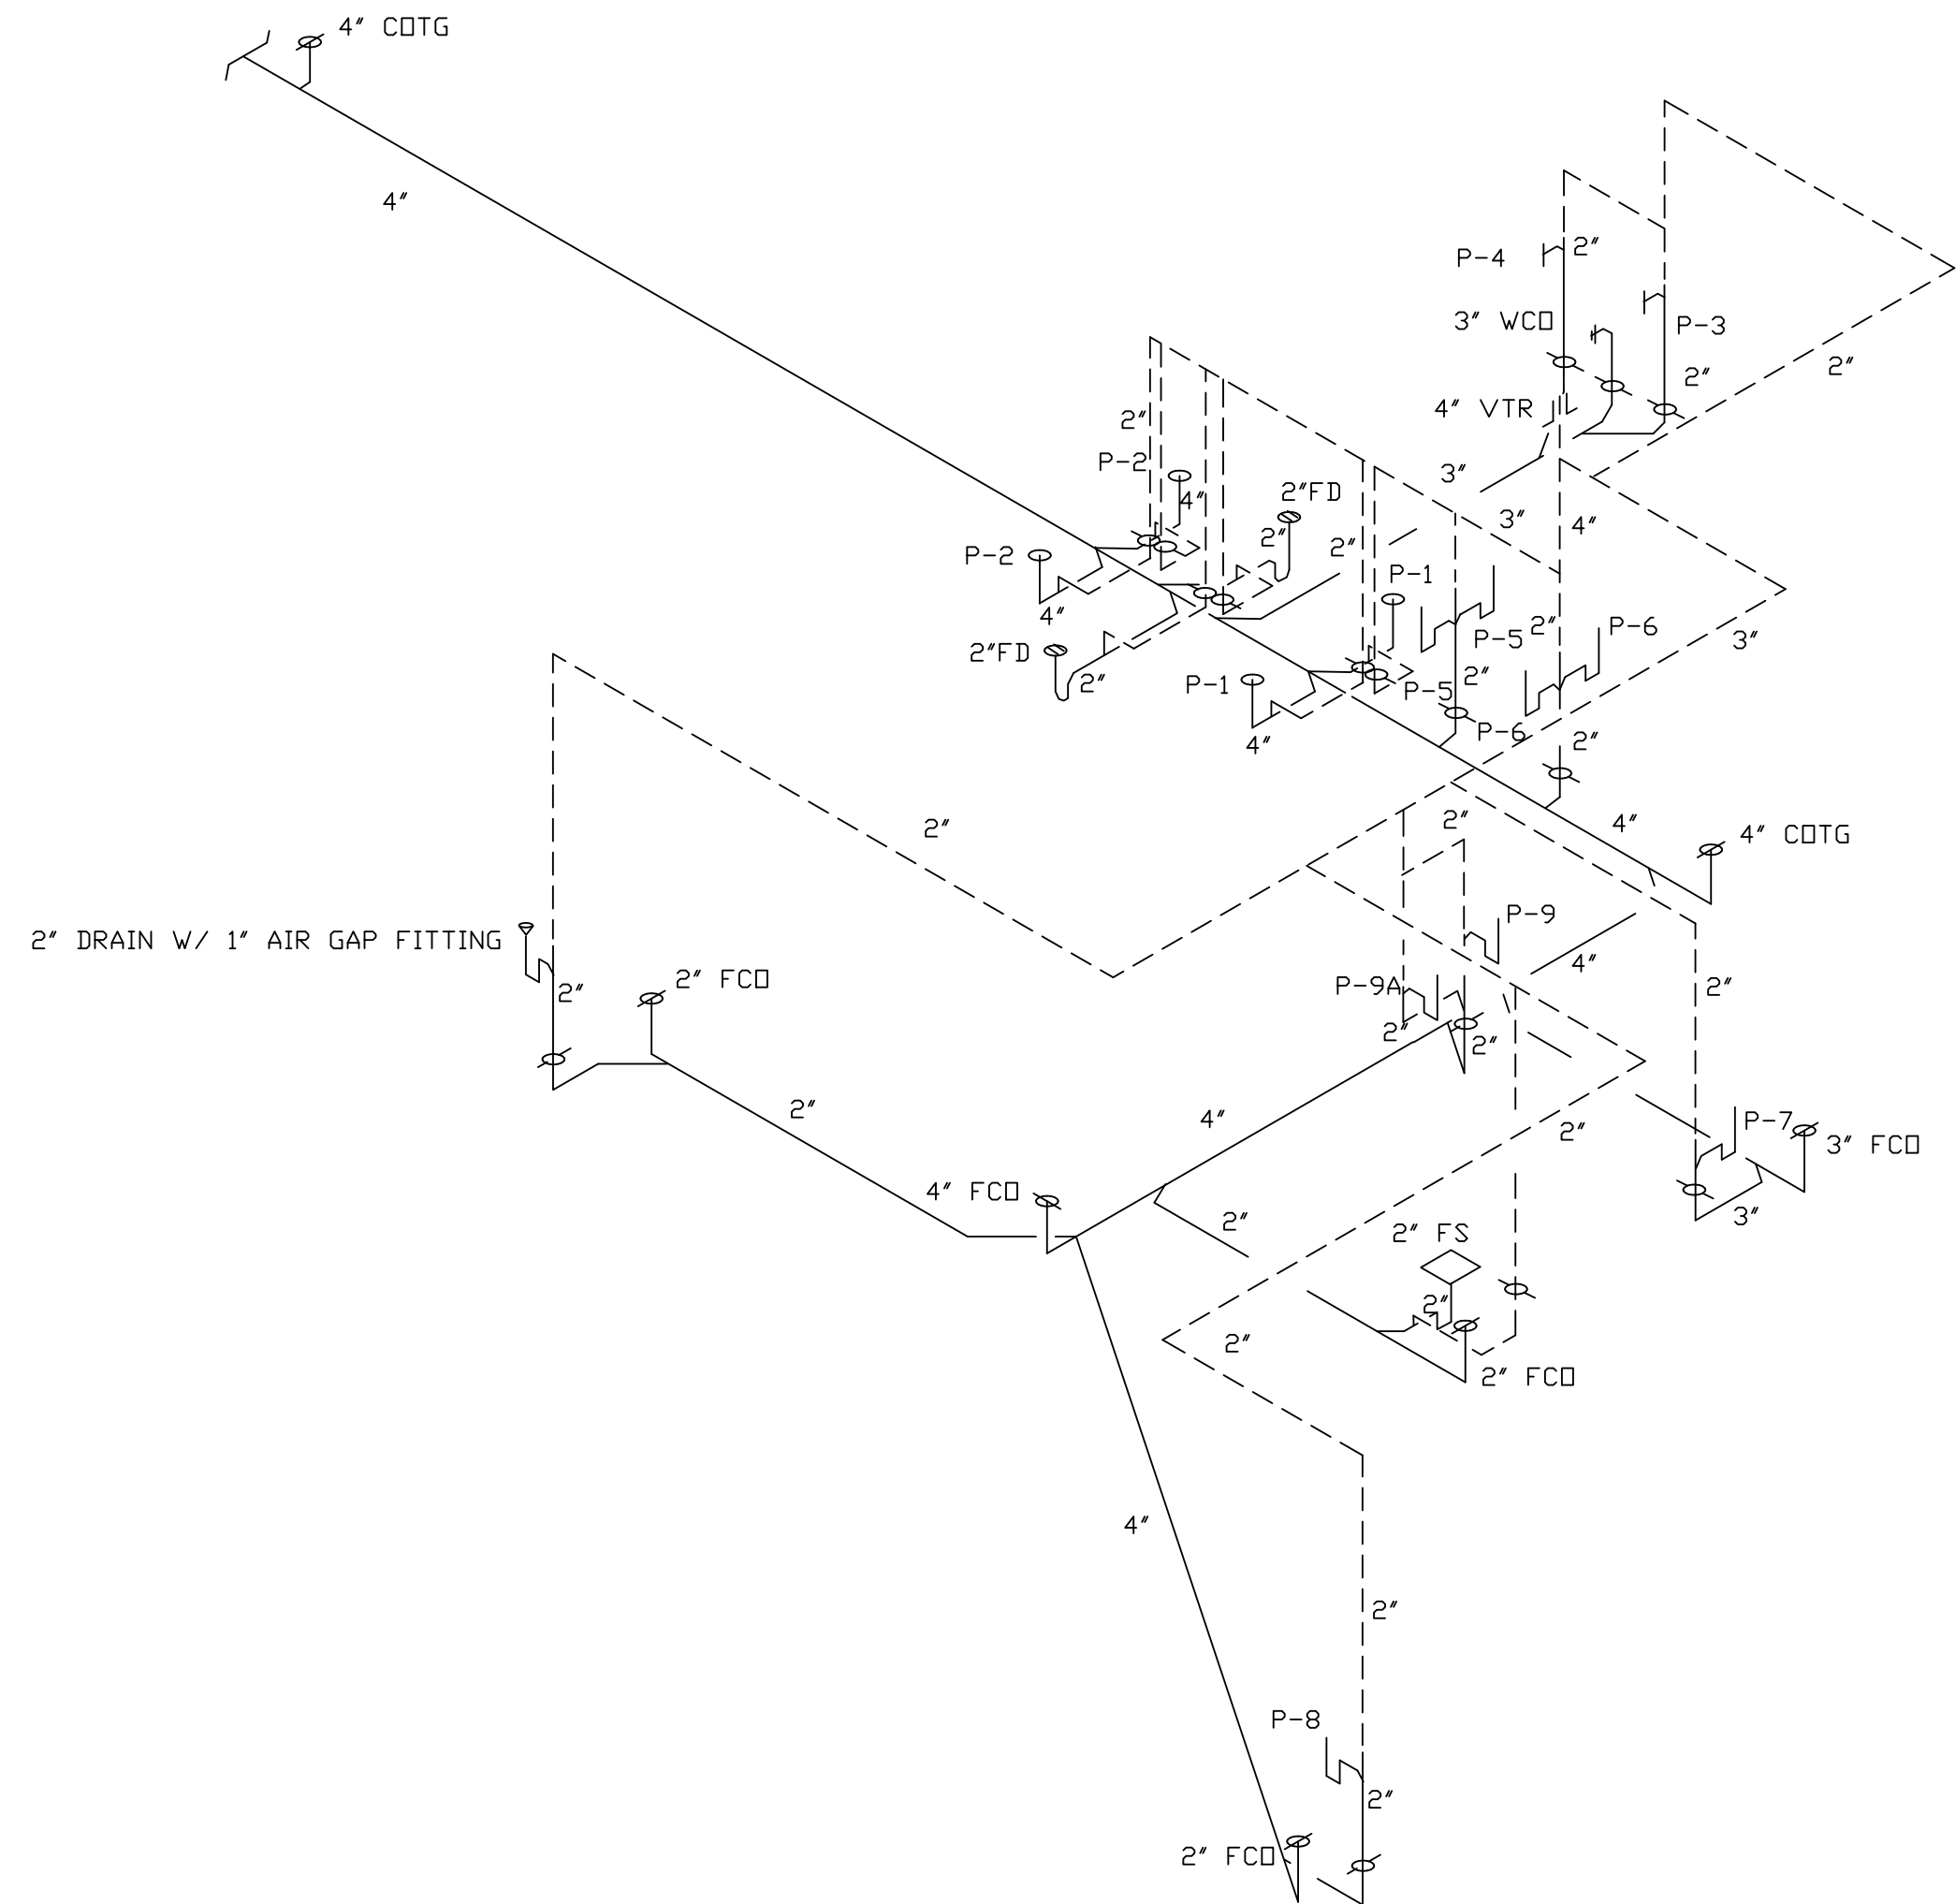 4" COTG
4"
P-4
2"
3" WCO
P-3
2"
2"
4" VTR
2"
P-2
3"
4"
2"FD
3"
4"
2"
2"
P-2
P-1
4"
2"FD
P-5
2"
P-6
3"
2"
P-1
2"
P-5
P-6
4"
2"
2"
2"
4"
4" COTG
P-9
2" DRAIN W/ 1" AIR GAP FITTING
4"
2" FCO
P-9A
2"
2"
2"
2"
2"
4"
P-7
2"
3" FCO
4" FCO
2"
3"
2" FS
2"
2"
2" FCO
4"
2"
P-8
2"
2" FCO